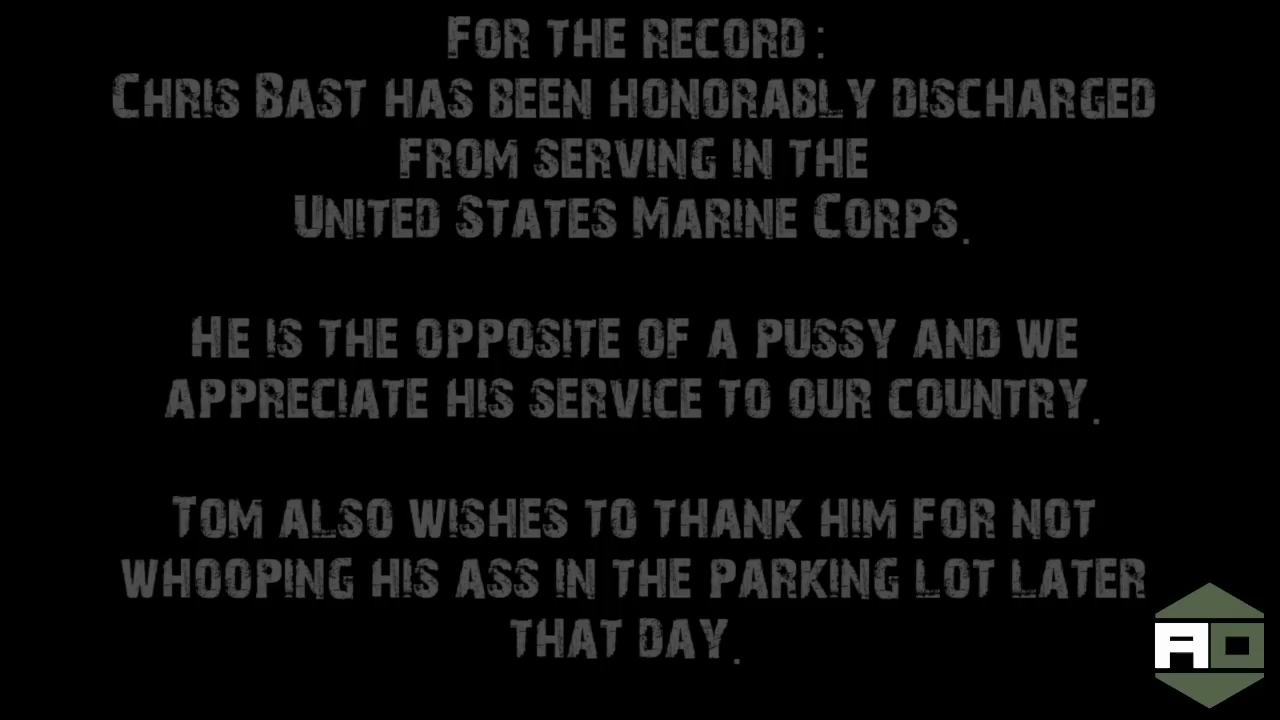 For the record:
Chris Bast has been honorably discharged
from serving in the
United States Marine Corps.
He is the opposite of a pussy and we
appreciate his service to our country.
Tom also wishes to thank him for not
whooping his ass in the parking lot later
that day.
AO